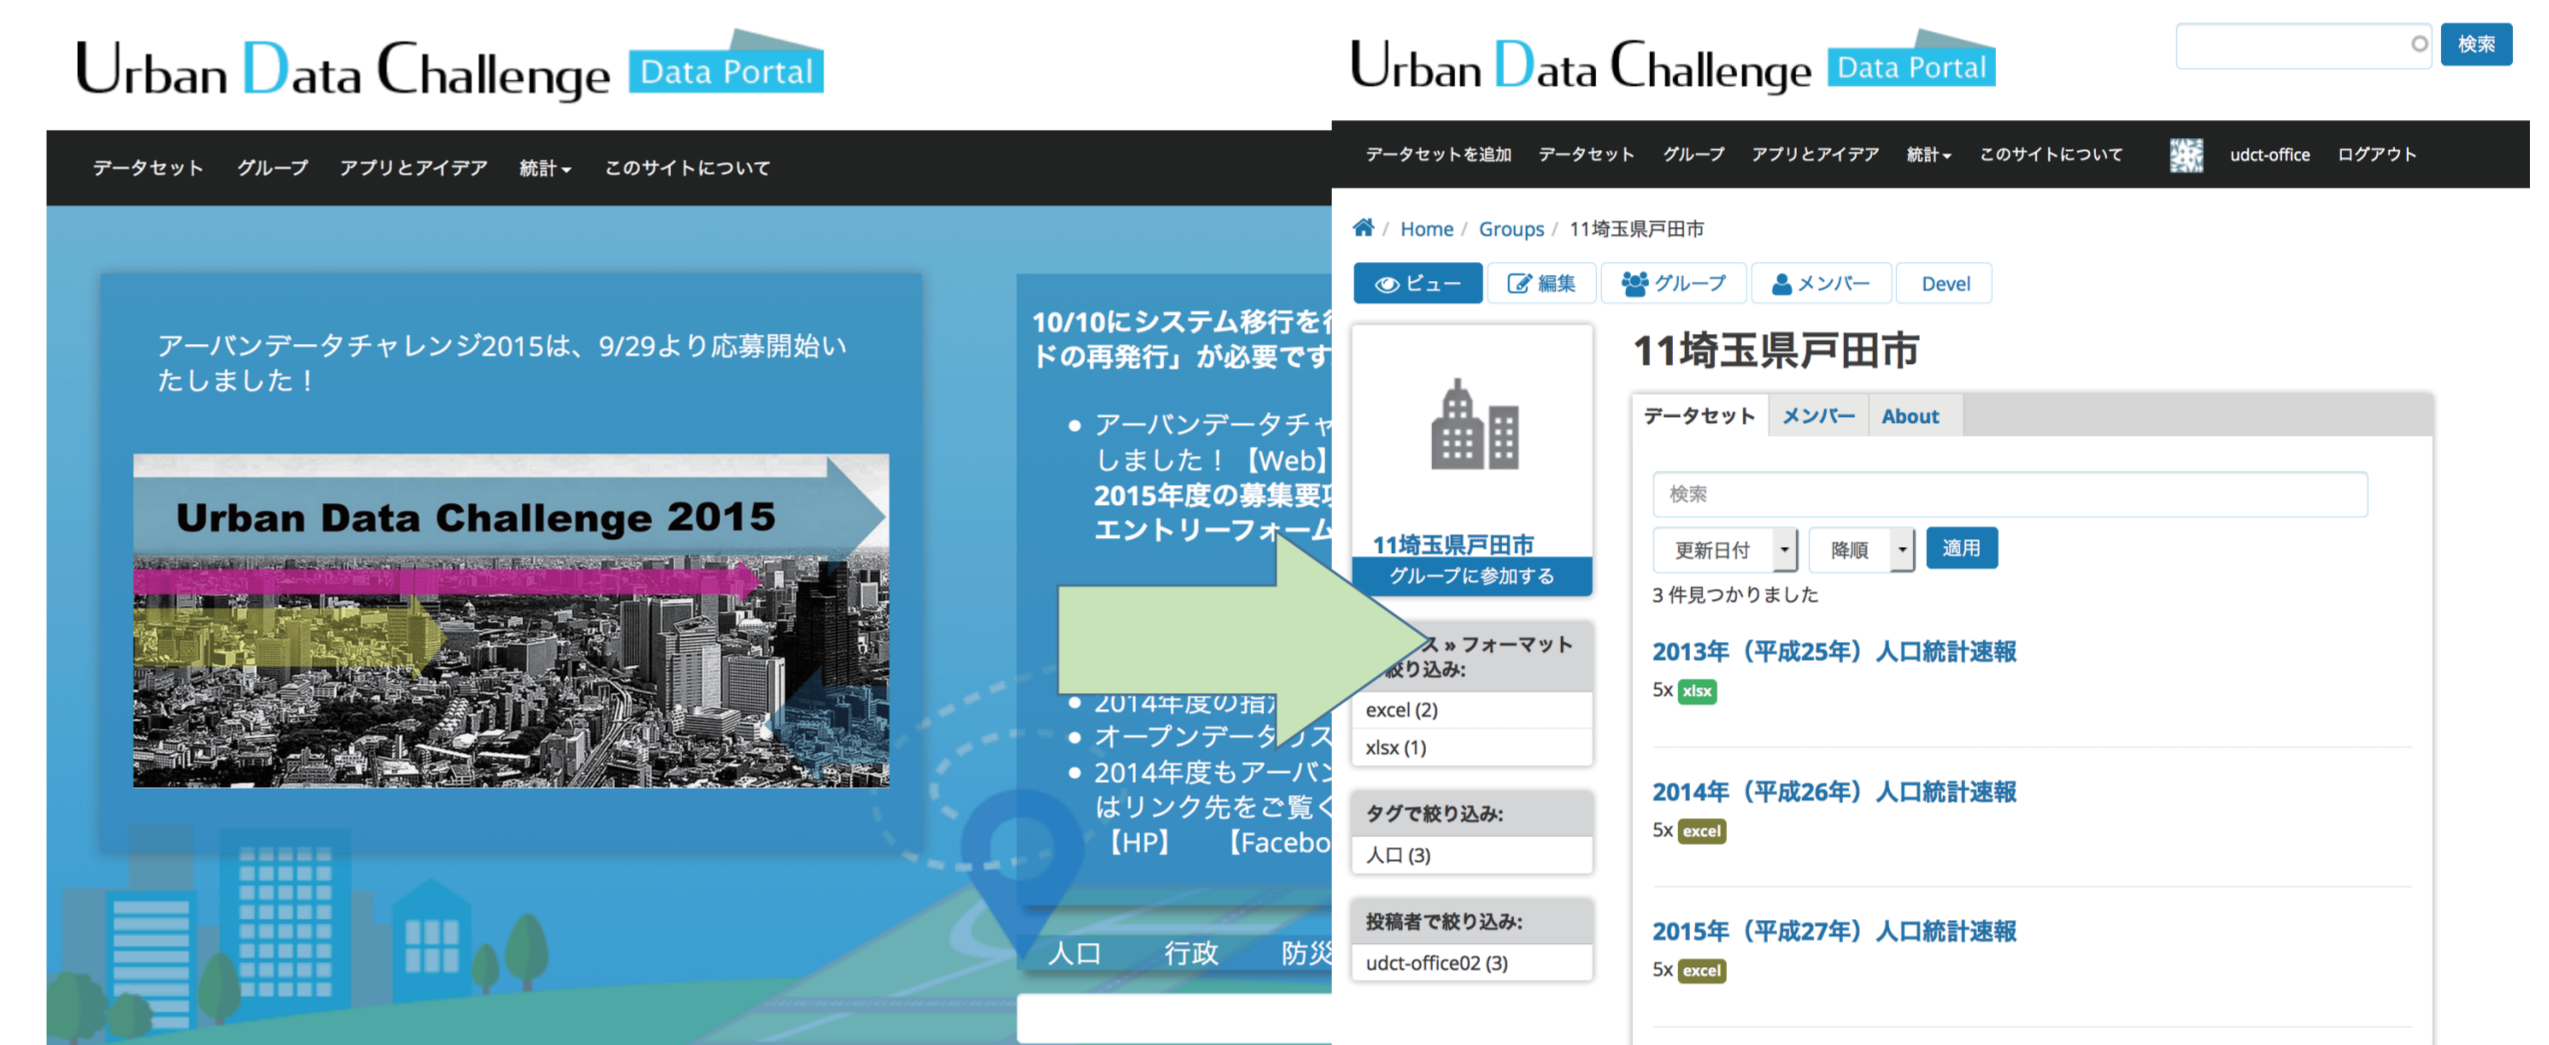 Urban Data Challenge Data Portal
データセット グループ アプリとアイデア 統計 このサイトについて
アーバンデータチャレンジ2015は、9/29より応募開始い
たしました！
Urban Data Challenge 2015
10/10にシステム移行を
ドの再発行」が必要です
アーバンデータチャ
しました！【Web】
2015年度の募集要
エントリーフォーム
2014年度の指
オープンデータ
2014年度もアーバン
はリンク先をご覧く
【HP】 【Facebo
人口 行政 防災
Urban Data Challenge Data Portal
検索
データセットを追加 データセット グループ アプリとアイデア 統計 このサイトについて udct-office ログアウト
/ Home / Groups / 11埼玉県戸田市
ビュー 編集 グループ メンバー Devel
11埼玉県戸田市
グループに参加する
ス » フォーマット
絞り込み:
excel (2)
xlsx (1)
タグで絞り込み:
人口 (3)
投稿者で絞り込み:
udct-office02 (3)
11埼玉県戸田市
データセット メンバー About
検索
更新日付 降順 適用
3 件見つかりました
2013年（平成25年）人口統計速報
5x xlsx
2014年（平成26年）人口統計速報
5x excel
2015年（平成27年）人口統計速報
5x excel